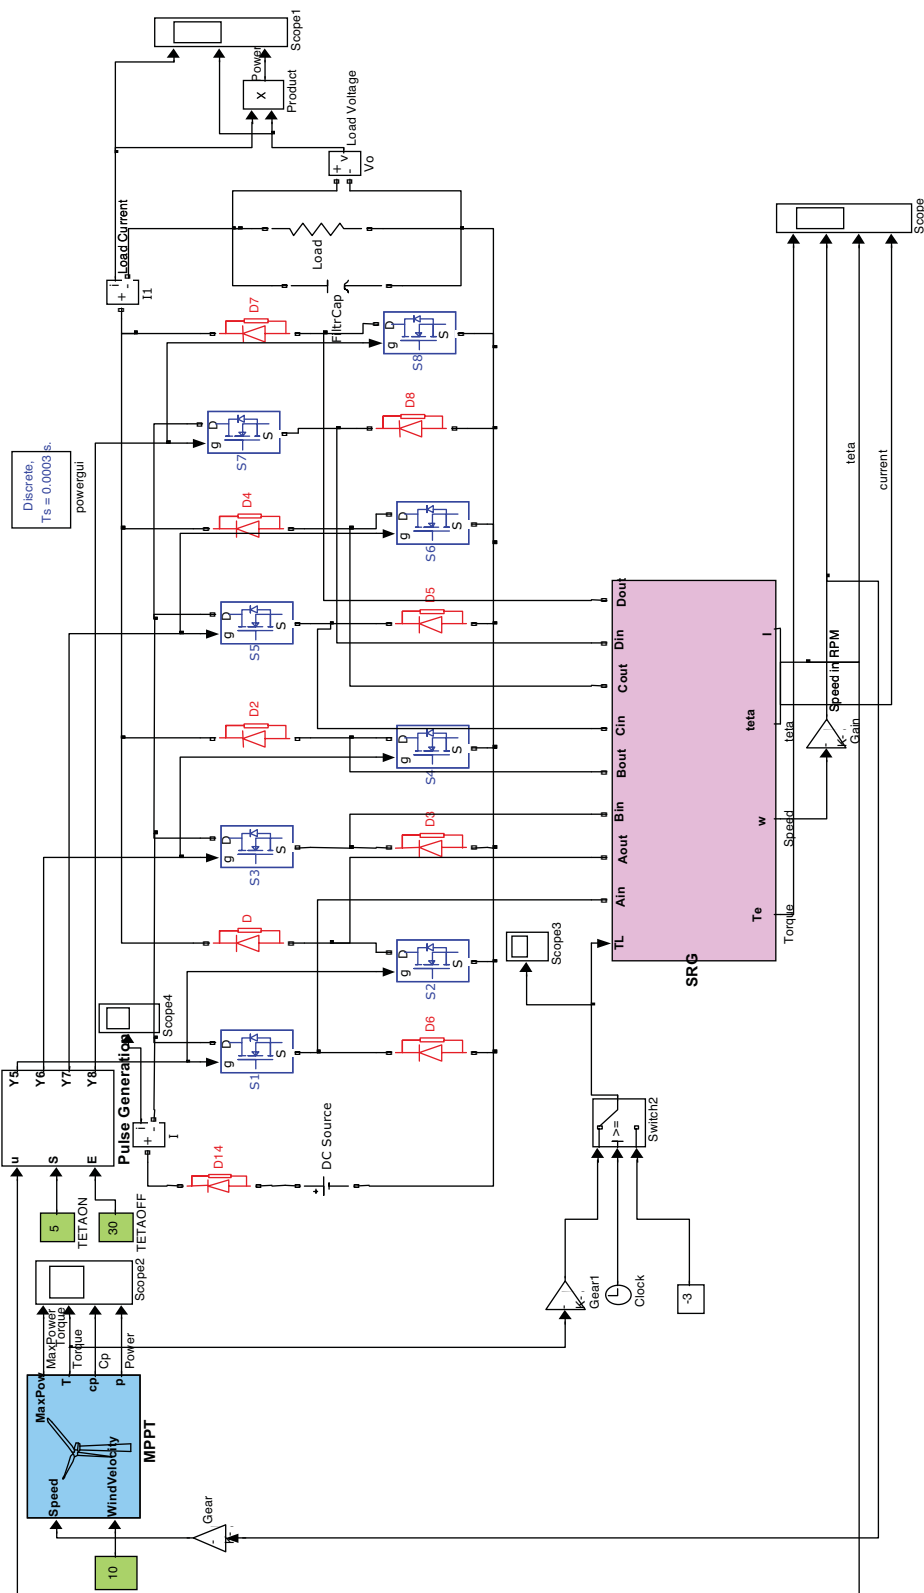 10
Speed
WindVelocity
MaxPow
T
cp
p
MPPT
Gear
MaxPower
Torque
Torque
Cp
Power
Scope2
5
TETAON
30
TETAOFF
u
S
E
Y5
Y6
Y7
Y8
Pulse Generation
Scope4
Discrete,
Ts = 0.0003 s.
powergui
+
i
-
I
D14
+
DC Source
g
D
S
S1
D6
D
g
D
S
S2
g
D
S
S3
D3
D2
g
D
S
S4
g
D
S
S5
D5
D4
g
D
S
S6
g
D
S
S7
D8
D7
g
D
S
S8
+
i
-
I1
Load Current
FiltrCap
Load
+
v
-
Vo
Load Voltage
X
Product
Power
Scope1
-K-
Gear1
Clock
-3
>=
Switch2
Scope3
TL
Ain
Aout
Bin
Bout
Cin
Cout
Din
Dout
Te
w
teta
I
SRG
Torque
Speed
teta
Speed in RPM
-K-
Gain
teta
current
Scope